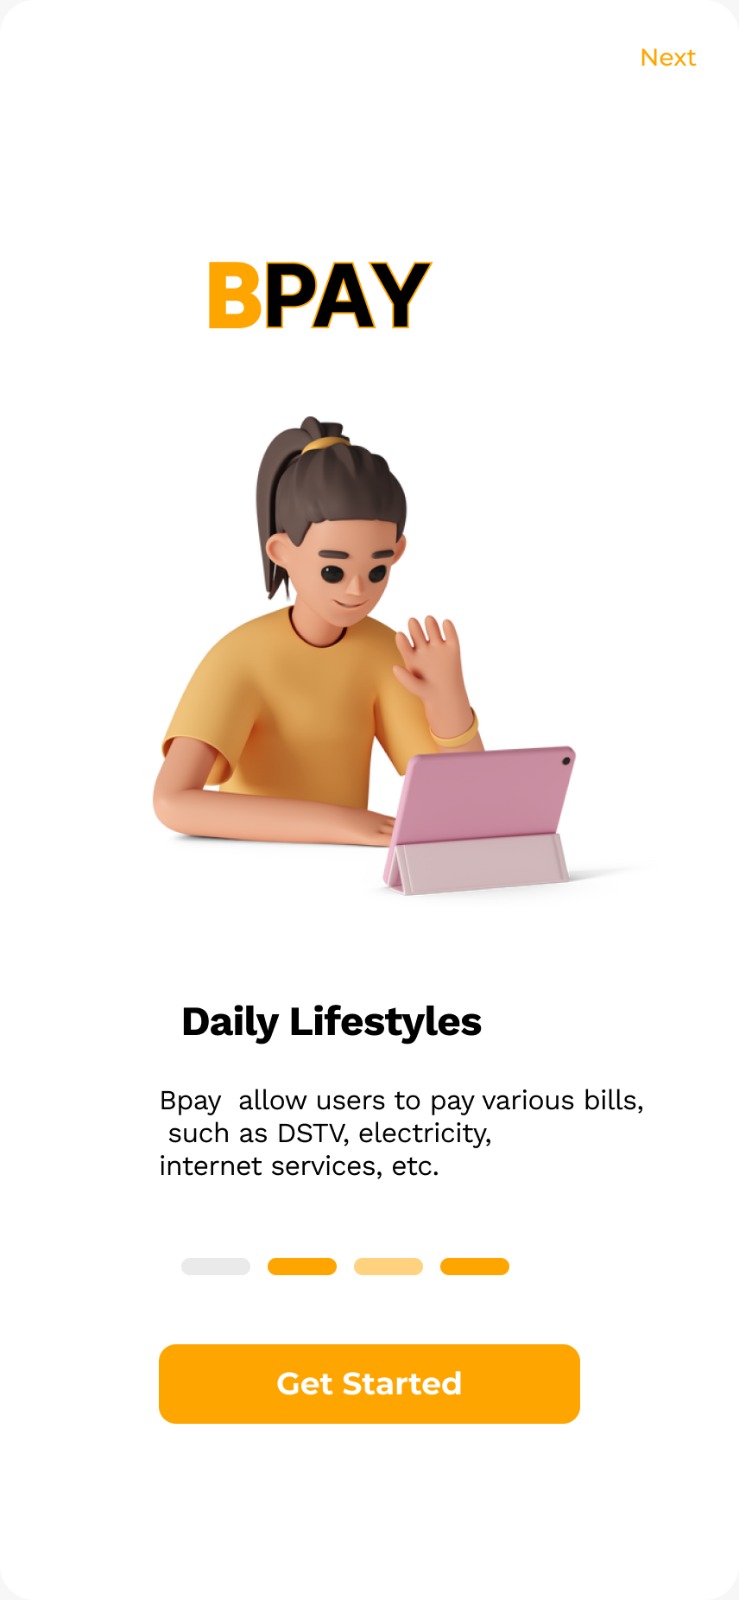 Next
BPAY
Daily Lifestyles
Bpay  allow users to pay various bills,
such as DSTV, electricity,
internet services, etc.
Get Started